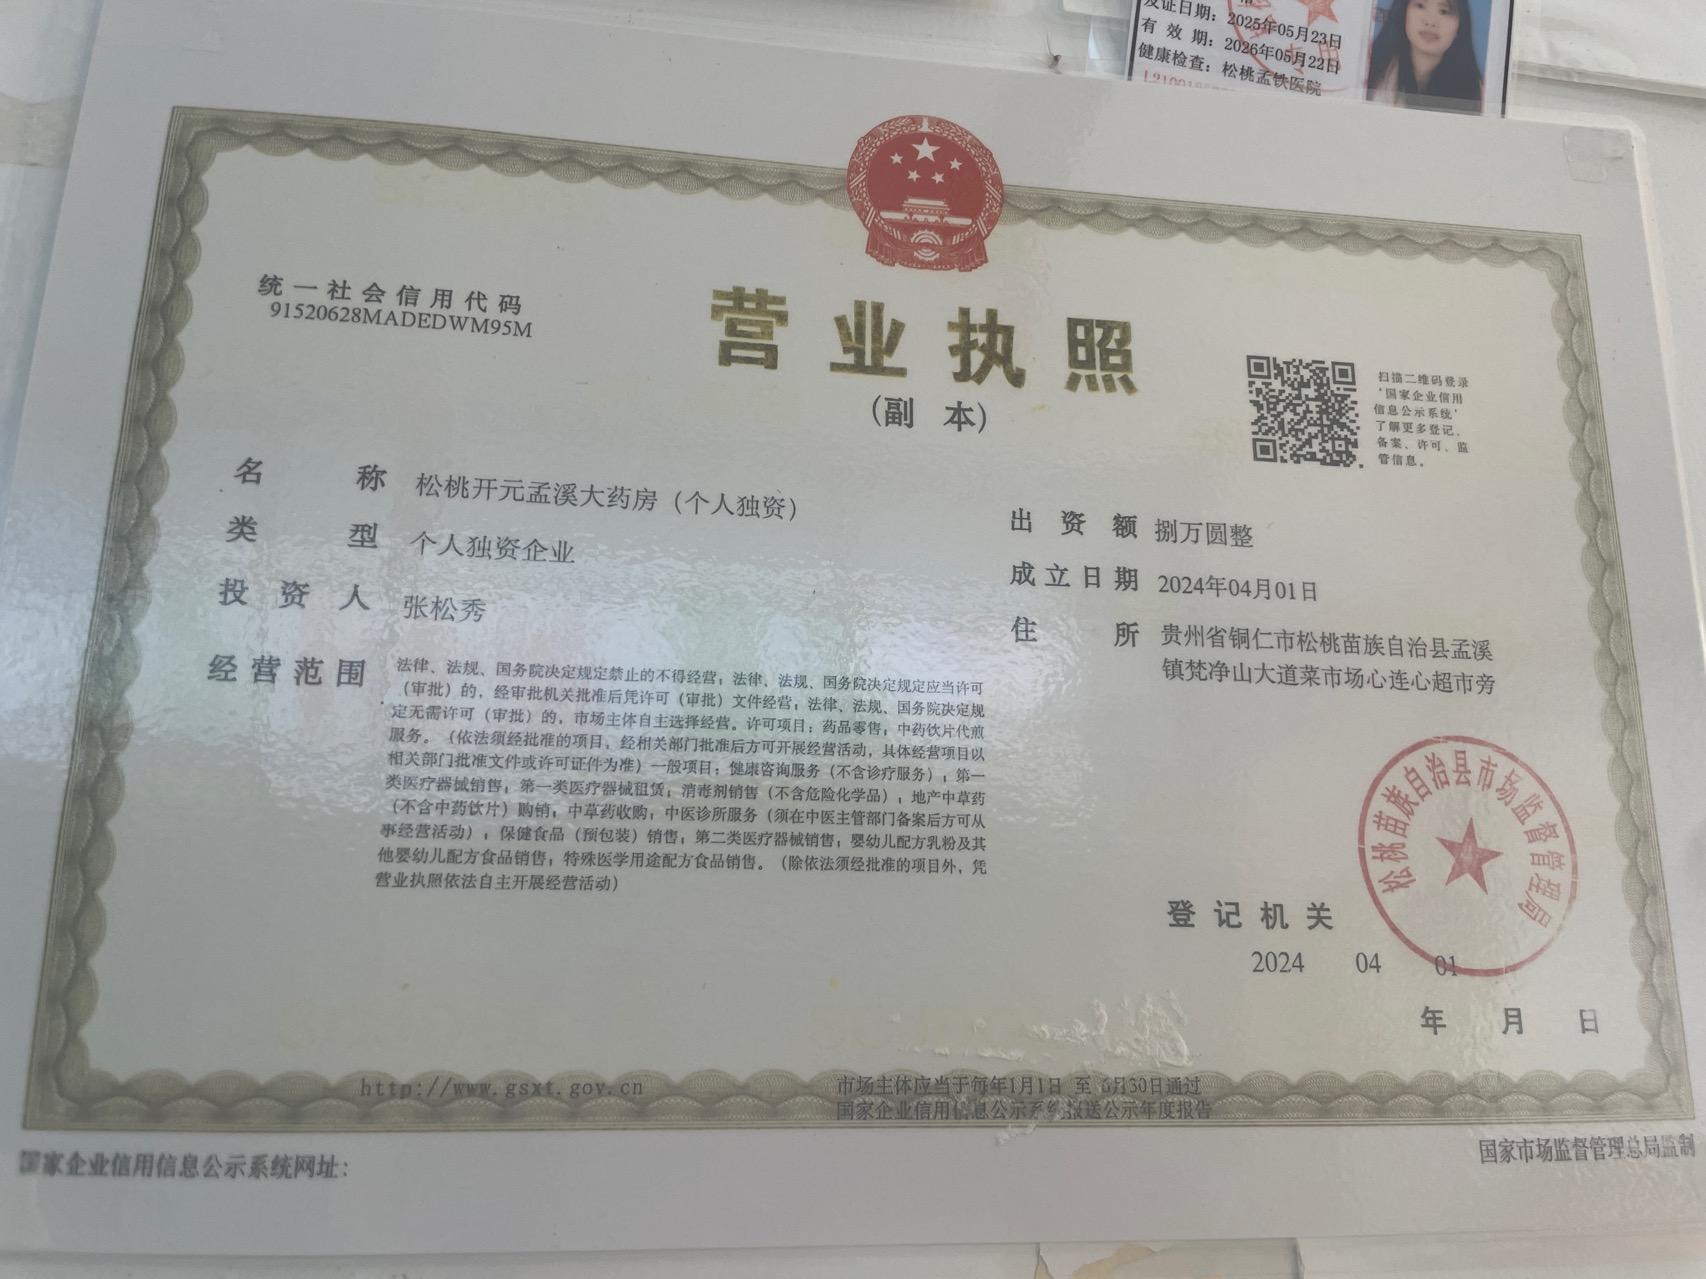 发证日期：2025年05月23日
有 效 期：2026年05月22日
健康检查：松桃孟铁医院
统一社会信用代码
91520628MADEDWM95M
营业执照
（副 本）
扫描二维码登录
‘国家企业信用
信息公示系统’
了解更多登记、
备案、许可、监
管信息。
名 称 松桃开元孟溪大药房（个人独资）
类 型 个人独资企业
投 资 人 张松秀
经营范围 法律、法规、国务院决定规定禁止的不得经营；法律、法规、国务院决定规定应当许可
（审批）的，经审批机关批准后凭许可（审批）文件经营；法律、法规、国务院决定规
定无需许可（审批）的，市场主体自主选择经营。许可项目：药品零售；中药饮片代煎
服务。（依法须经批准的项目，经相关部门批准后方可开展经营活动，具体经营项目以
相关部门批准文件或许可证件为准）一般项目：健康咨询服务（不含诊疗服务）；第一
类医疗器械销售；第一类医疗器械租赁；消毒剂销售（不含危险化学品）；地产中草药
（不含中药饮片）购销；中草药收购；中医诊所服务（须在中医主管部门备案后方可从
事经营活动）；保健食品（预包装）销售；第二类医疗器械销售；婴幼儿配方乳粉及其
他婴幼儿配方食品销售；特殊医学用途配方食品销售。（除依法须经批准的项目外，凭
营业执照依法自主开展经营活动）
出 资 额 捌万圆整
成立日期 2024年04月01日
住 所 贵州省铜仁市松桃苗族自治县孟溪
镇梵净山大道菜市场心连心超市旁
松桃苗族自治县市场监督管理局
登记机关
2024 04 01
年 月 日
http://www.gsxt.gov.cn
市场主体应当于每年1月1日 至 6月30日通过
国家企业信用信息公示系统报送公示年度报告
国家企业信用信息公示系统网址：
国家市场监督管理总局监制